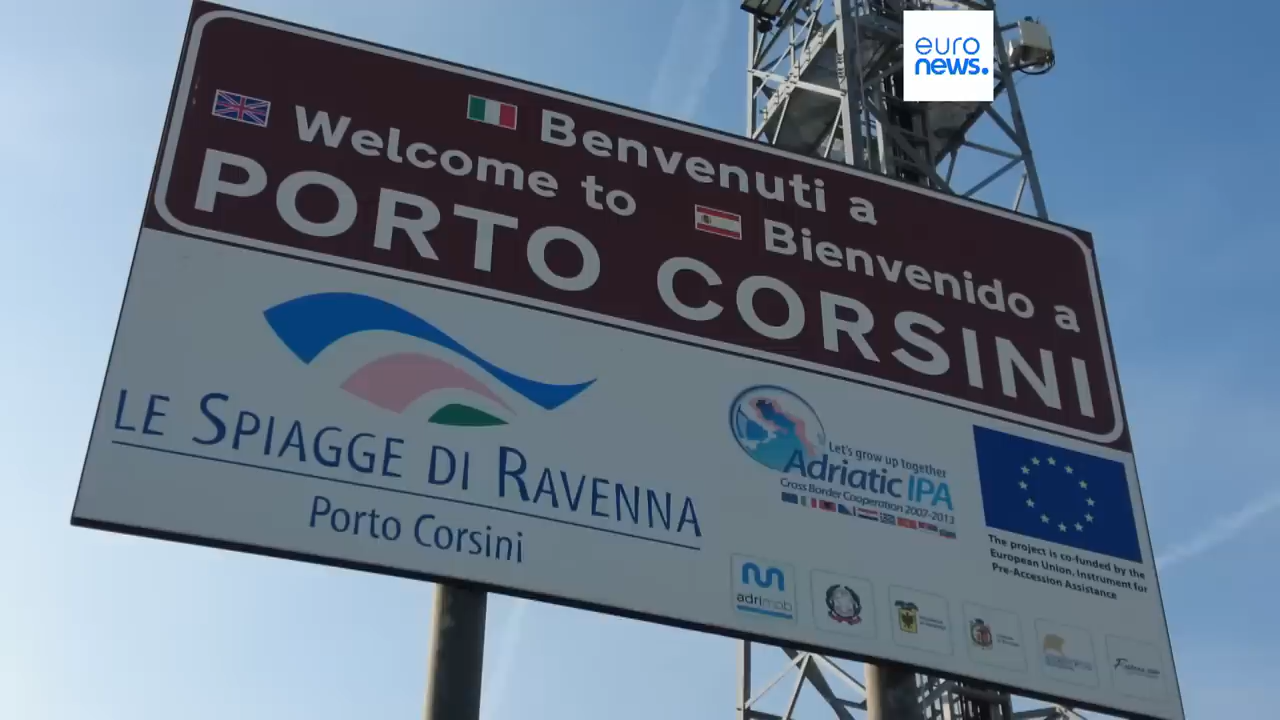 euro
news.
Benvenuti a
Welcome to
Bienvenido a
PORTO CORSINI
LE SPIAGGE DI RAVENNA
Porto Corsini
Let's grow up together
Adriatic IPA
Cross Border Cooperation 2007-2013
The project is co-funded by the
European Union, Instrument for
Pre-Accession Assistance
adrimob